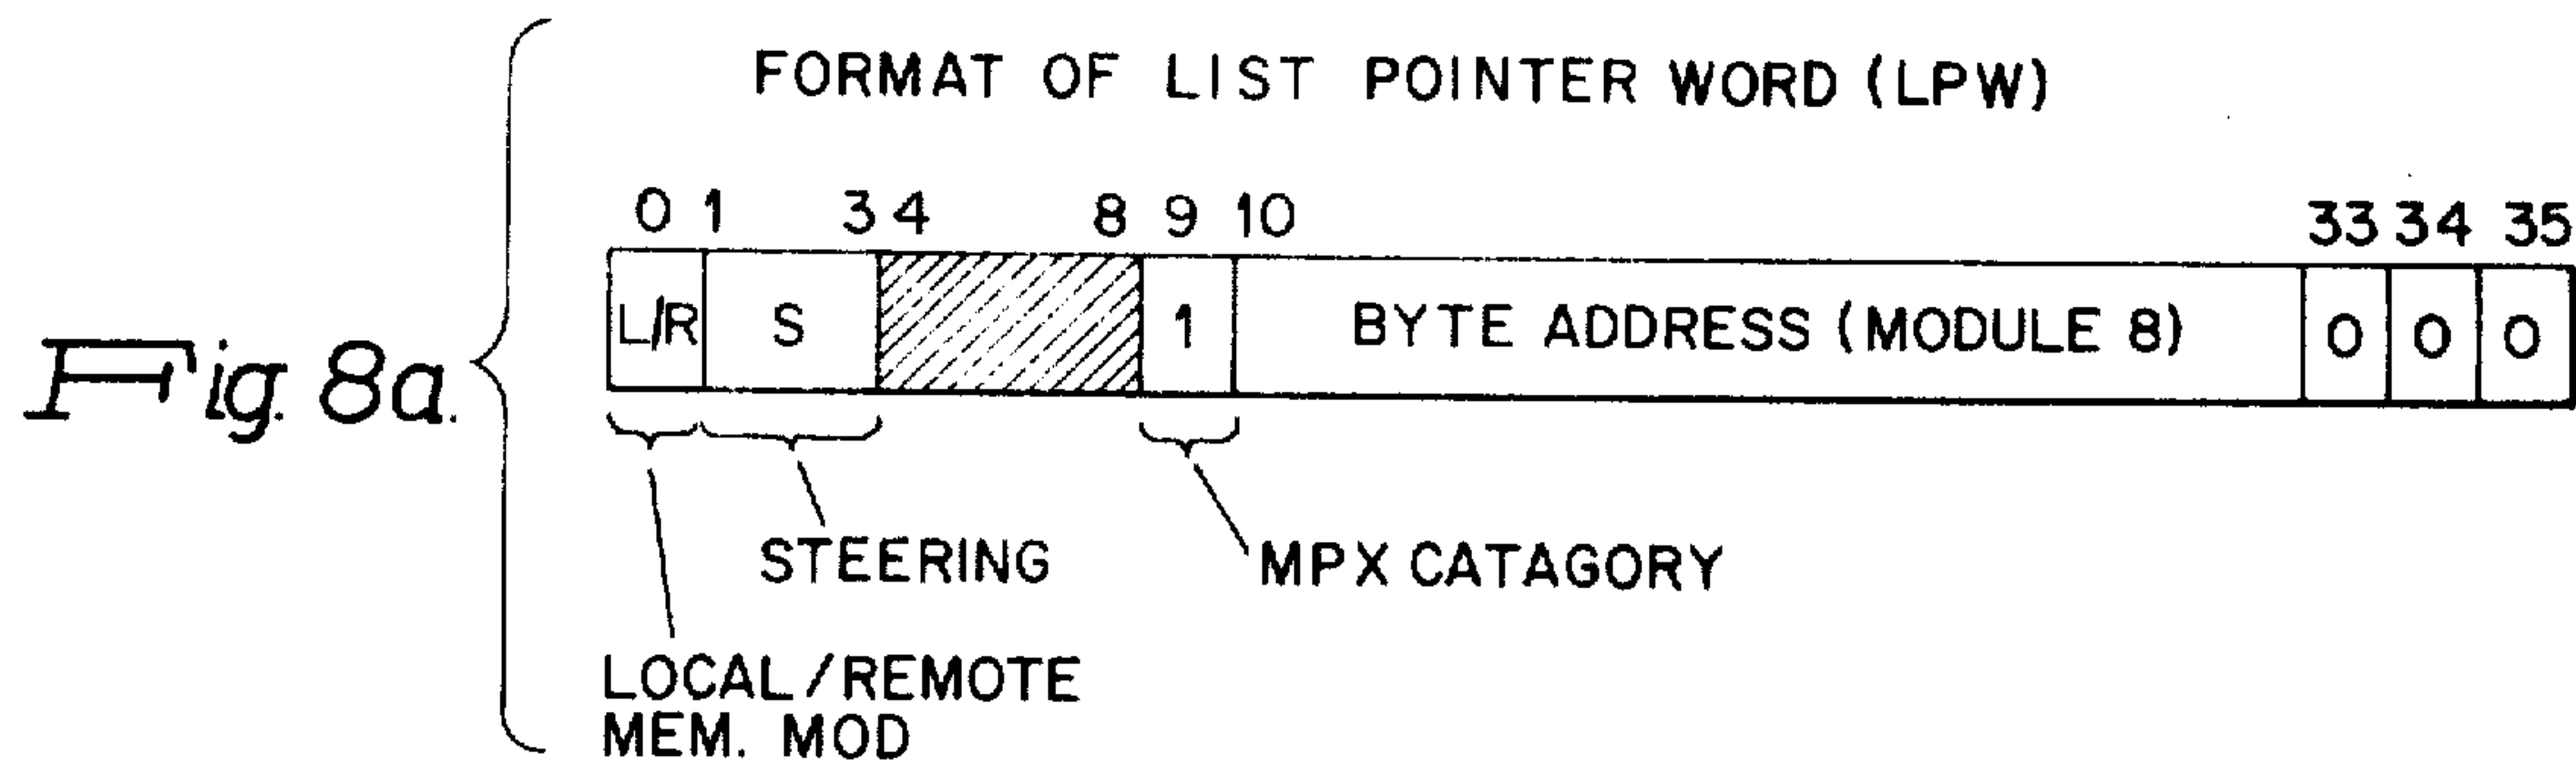 FORMAT OF LIST POINTER WORD (LPW)
0 1 3 4 8 9 10 33 34 35
Fig. 8a.
L/R S 1 BYTE ADDRESS (MODULE 8) 0 0 0
STEERING
MPX CATAGORY
LOCAL/REMOTE
MEM. MOD